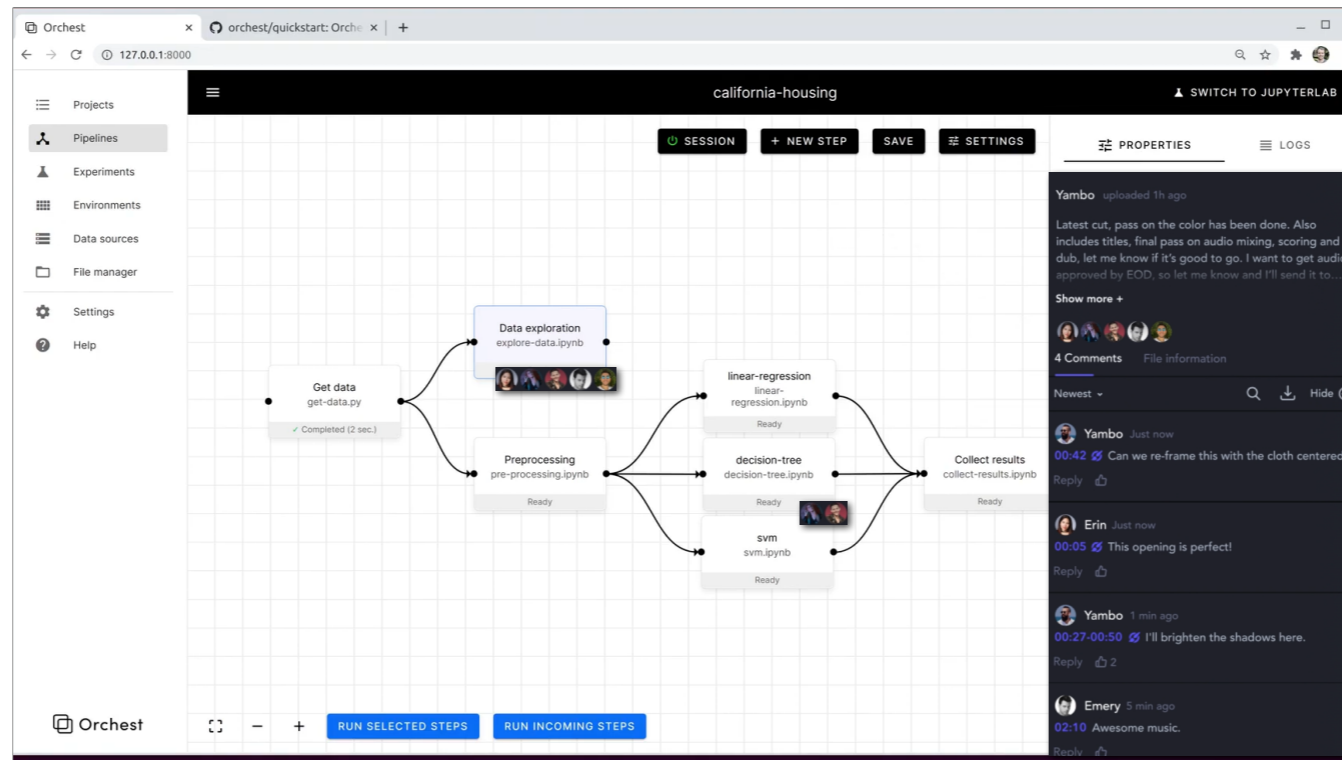 Orchest
orchest/quickstart: Orche
127.0.0.1:8000
california-housing
SWITCH TO JUPYTERLAB
Projects
Pipelines
Experiments
Environments
Data sources
File manager
Settings
Help
SESSION
+ NEW STEP
SAVE
SETTINGS
PROPERTIES
LOGS
Get data
get-data.py
✓ Completed (2 sec.)
Data exploration
explore-data.ipynb
Preprocessing
pre-processing.ipynb
Ready
linear-regression
linear-
regression.ipynb
Ready
decision-tree
decision-tree.ipynb
Ready
svm
svm.ipynb
Ready
Collect results
collect-results.ipynb
Ready
Orchest
RUN SELECTED STEPS
RUN INCOMING STEPS
Yambo uploaded 1h ago
Latest cut, pass on the color has been done. Also
includes titles, final pass on audio mixing, scoring and
dub, let me know if it's good to go. I want to get audio
approved by EOD, so let me know and I'll send it to...
Show more +
4 Comments File information
Newest
Hide
Yambo Just now
00:42 Can we re-frame this with the cloth centered
Reply
Erin Just now
00:05 This opening is perfect!
Reply
Yambo 1 min ago
00:27-00:50 I'll brighten the shadows here.
Reply 2
Emery 5 min ago
02:10 Awesome music.
Reply